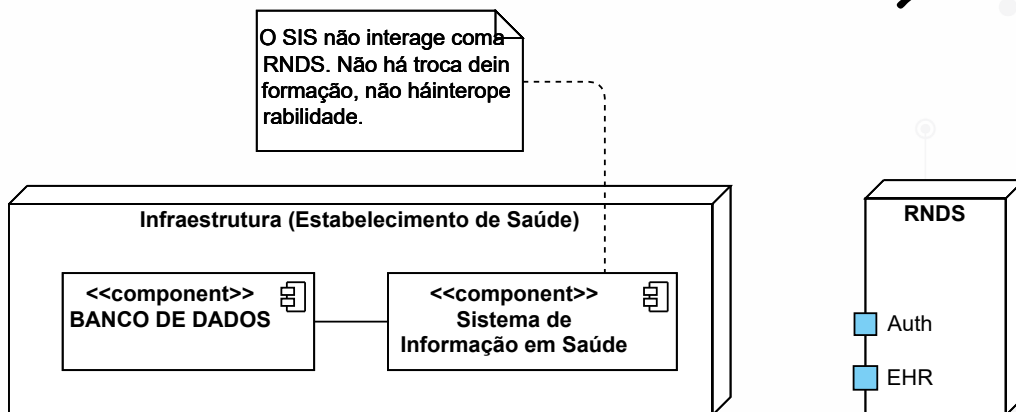 O SIS não interage coma
RNDS. Não há troca dein
formação, não háinterope
rabilidade.
Infraestrutura (Estabelecimento de Saúde)
RNDS
<<component>>
BANCO DE DADOS
<<component>>
Sistema de
Informação em Saúde
Auth
EHR